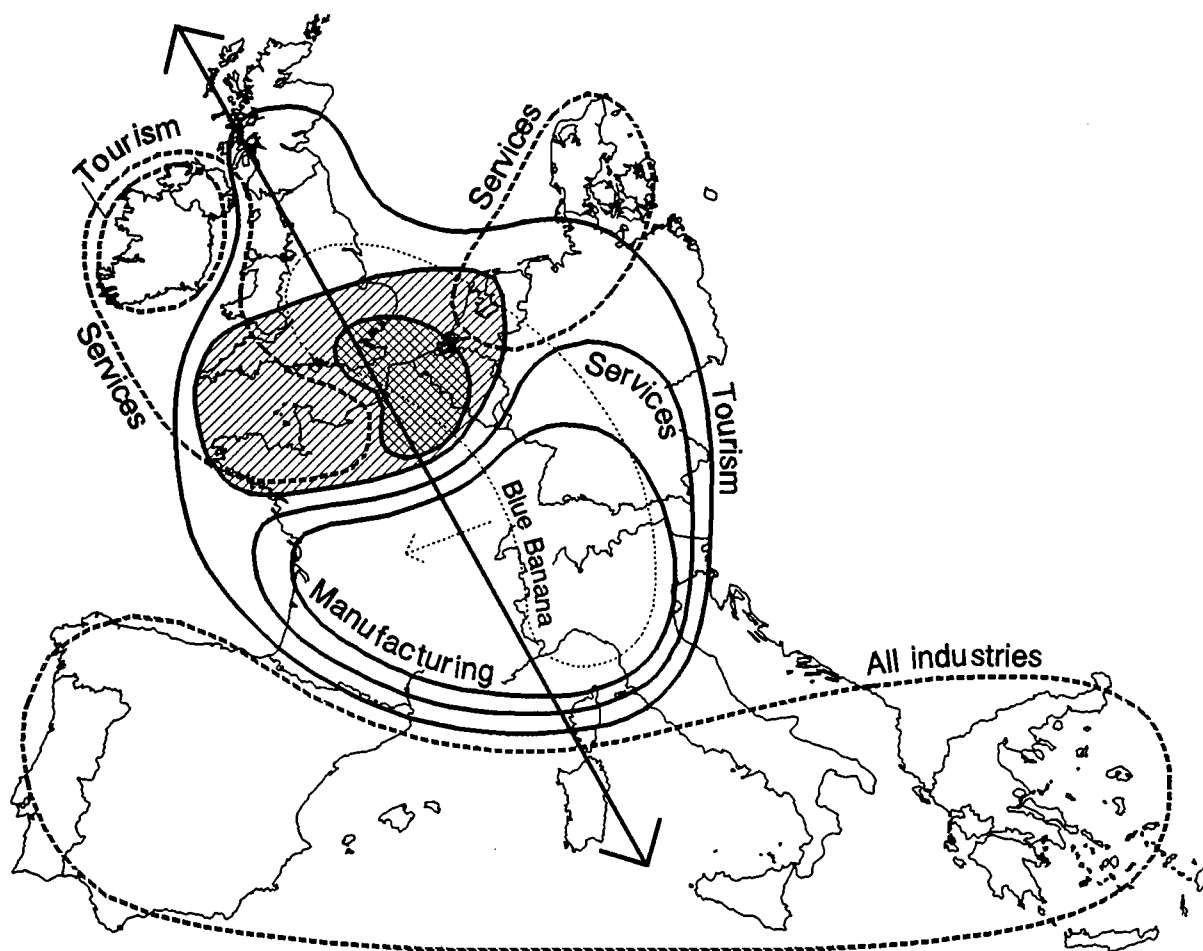 Tourism
Services
Services
Services
Tourism
Blue Banana
Manufacturing
All industries